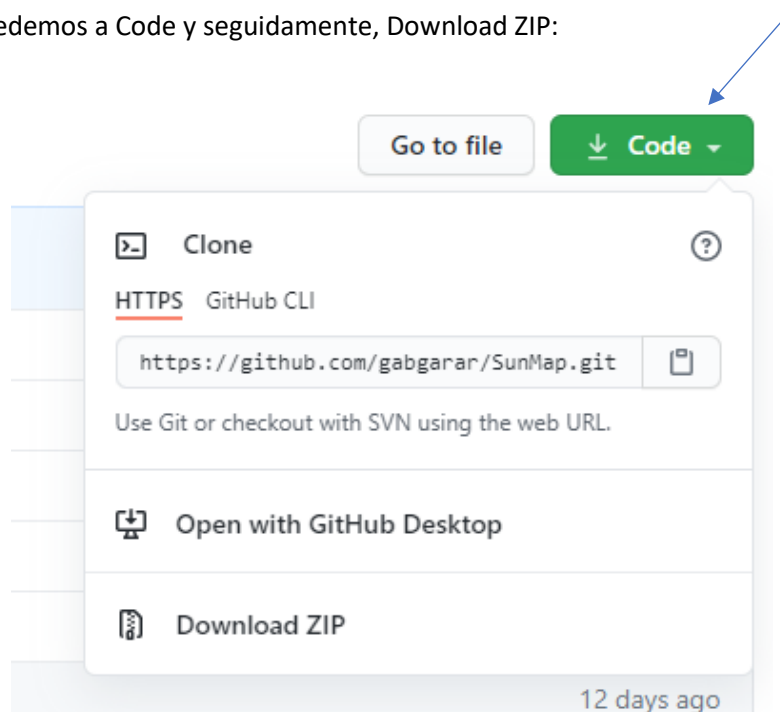 edemos a Code y seguidamente, Download ZIP:
Go to file
Code
Clone
HTTPS GitHub CLI
https://github.com/gabgarar/SunMap.git
Use Git or checkout with SVN using the web URL.
Open with GitHub Desktop
Download ZIP
12 days ago